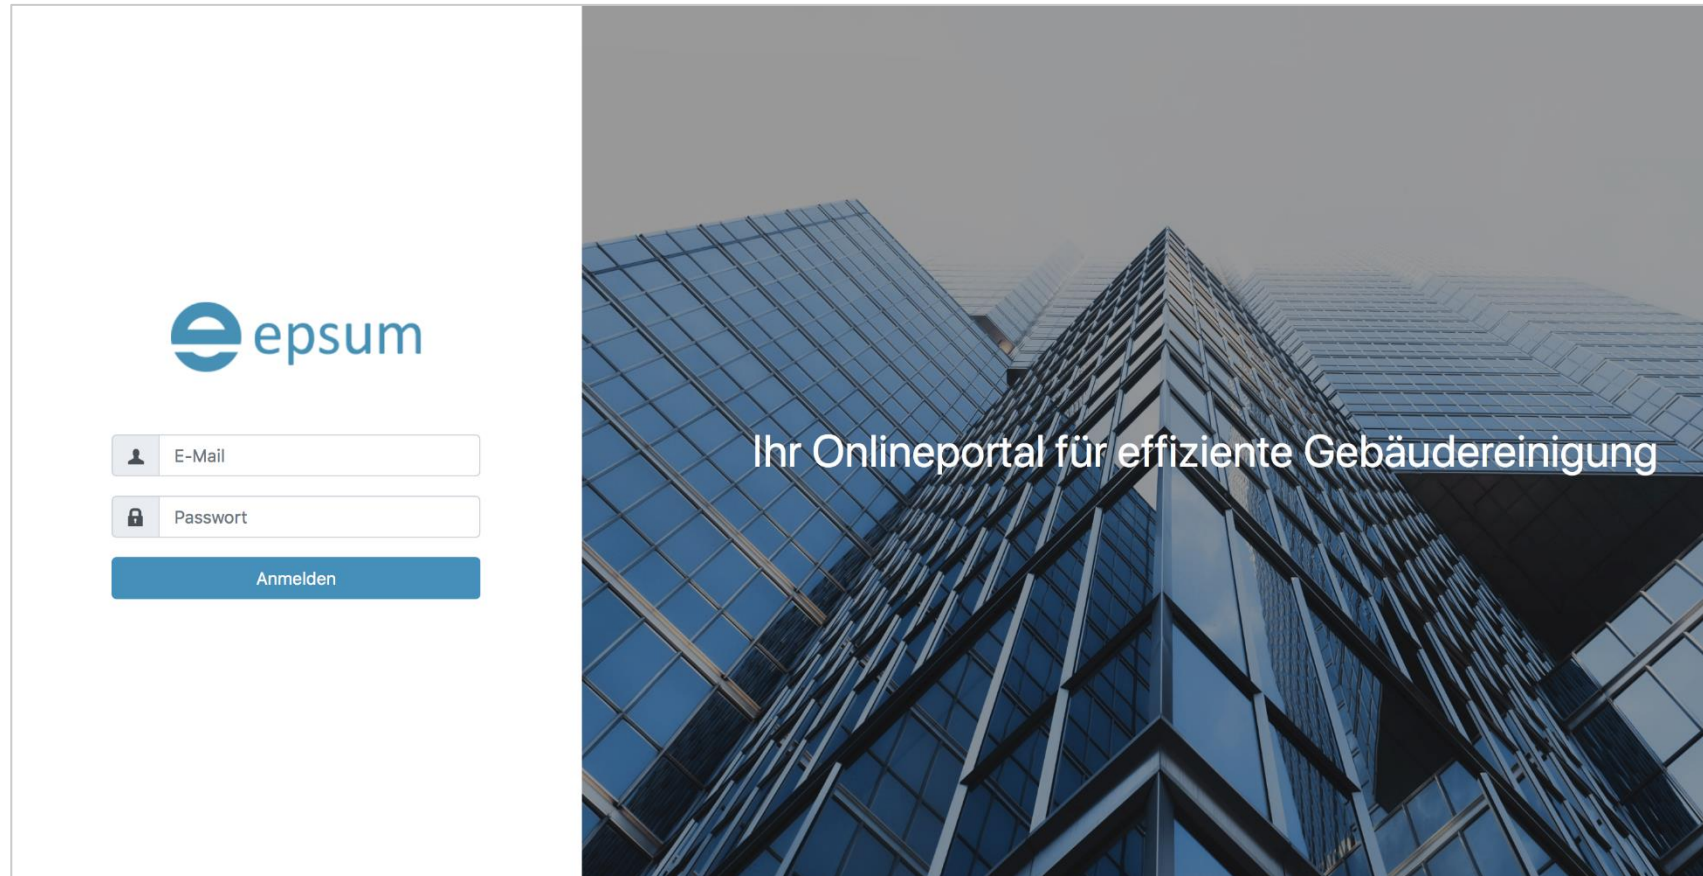 epsum
E-Mail
Passwort
Anmelden
Ihr Onlineportal für effiziente Gebäudereinigung